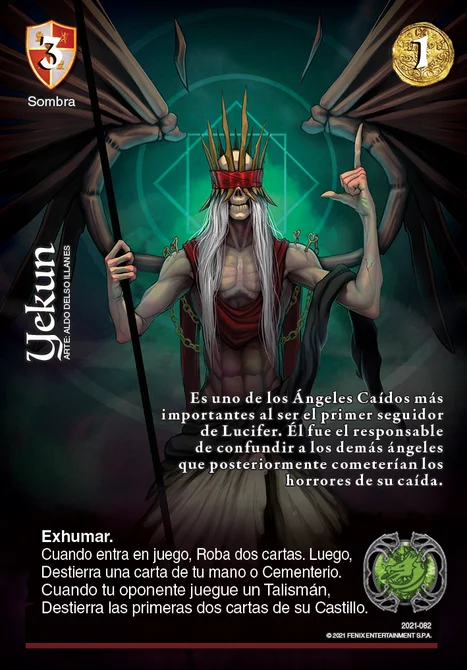 3
1
Sombra
Yekun
ARTE: ALDO DELSO ILLANES
Es uno de los Ángeles Caídos más
importantes al ser el primer seguidor
de Lucifer. Él fue el responsable
de confundir a los demás ángeles
que posteriormente cometerían los
horrores de su caída.
Exhumar.
Cuando entra en juego, Roba dos cartas. Luego,
Destierra una carta de tu mano o Cementerio.
Cuando tu oponente juegue un Talismán,
Destierra las primeras dos cartas de su Castillo.
2021-082
© 2021 FENIX ENTERTAINMENT S.P.A.